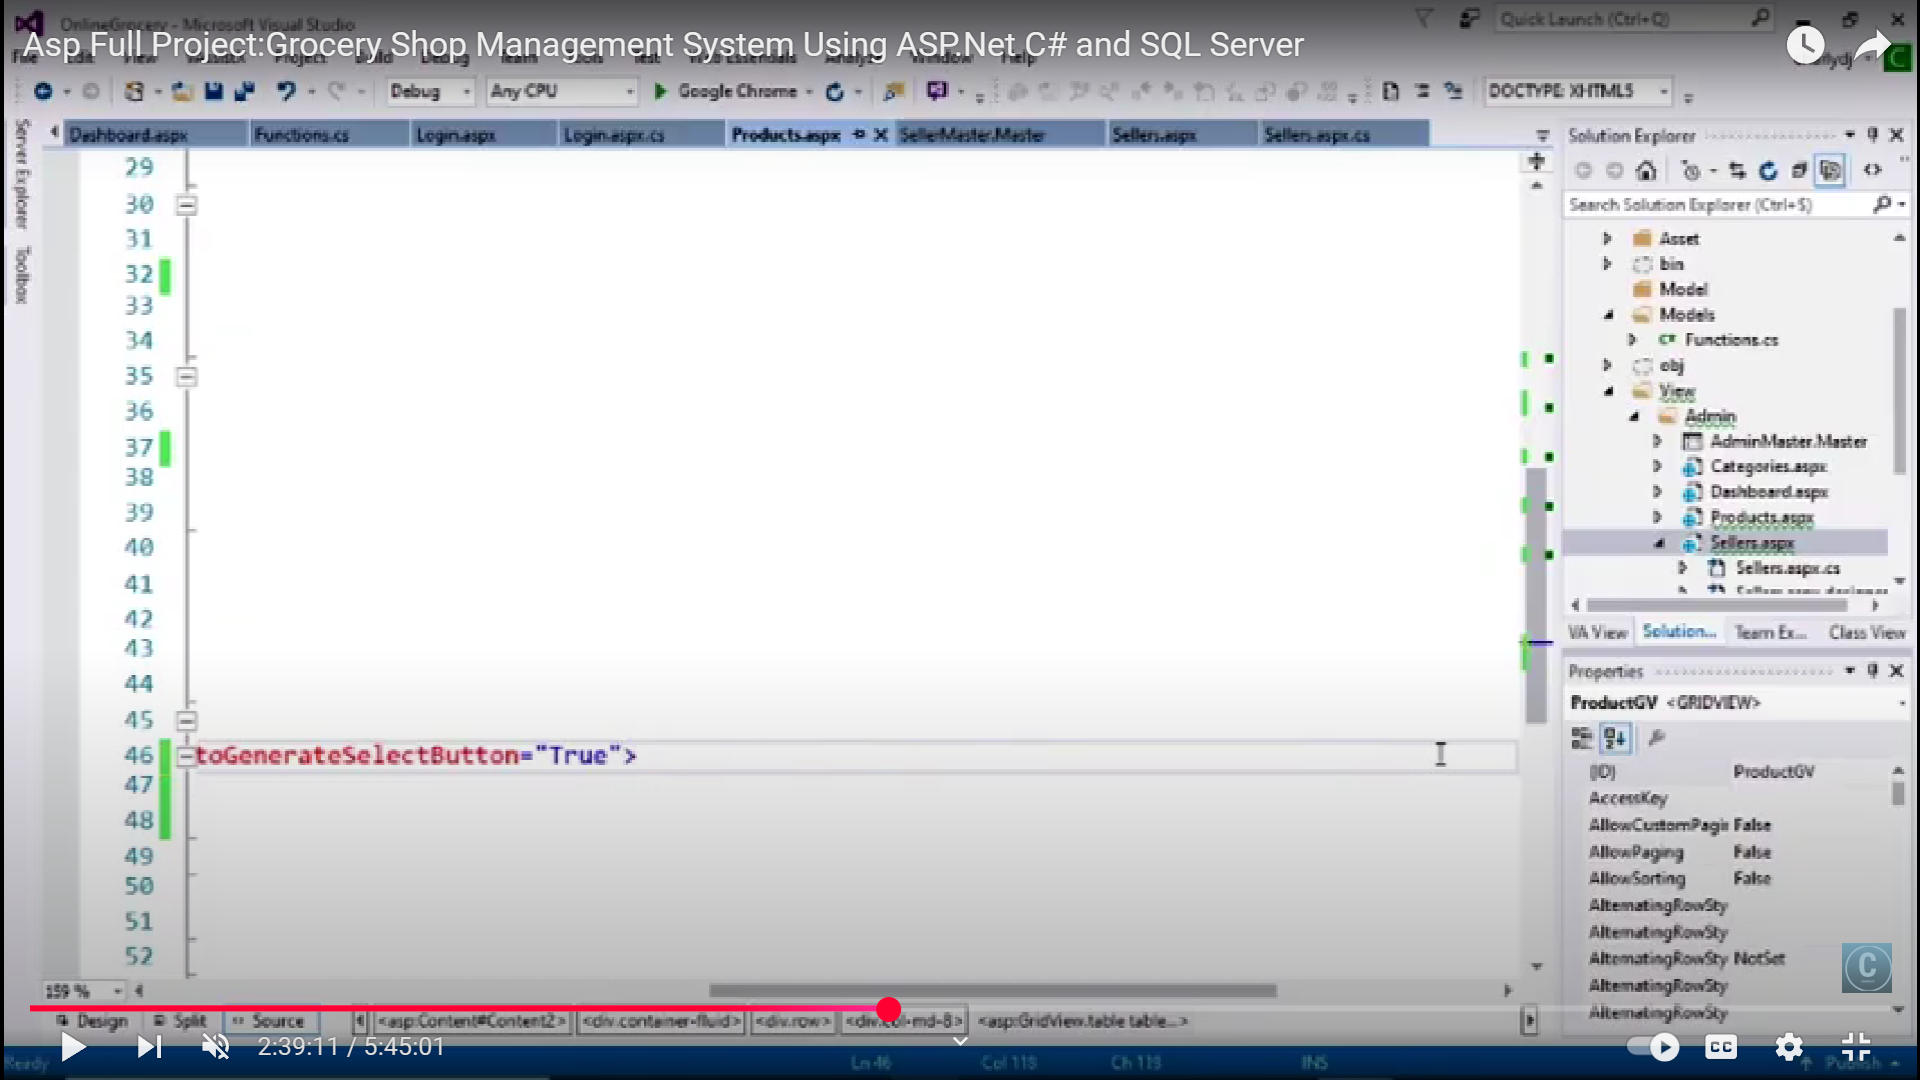 OnlineGrocery - Microsoft Visual Studio
Quick Launch (Ctrl+Q)
Asp Full Project:Grocery Shop Management System Using ASP.Net C# and SQL Server
Debug Any CPU Google Chrome DOCTYPE: XHTML5
Dashboard.aspx Functions.cs Login.aspx Login.aspx.cs Products.aspx SellerMaster.Master Sellers.aspx Sellers.aspx.cs
Server Explorer
Toolbox
29
30
31
32
33
34
35
36
37
38
39
40
41
42
43
44
45
46 toGenerateSelectButton="True">
47
48
49
50
51
52
159 %
Solution Explorer
Search Solution Explorer (Ctrl+$)
Asset
bin
Model
Models
C# Functions.cs
obj
View
Admin
AdminMaster.Master
Categories.aspx
Dashboard.aspx
Products.aspx
Sellers.aspx
Sellers.aspx.cs
VA View Solution... Team Ex... Class View
Properties
ProductGV <GRIDVIEW>
(ID) ProductGV
AccessKey
AllowCustomPagir False
AllowPaging False
AllowSorting False
AlternatingRowSty
AlternatingRowSty
AlternatingRowSty NotSet
AlternatingRowSty
AlternatingRowSty
C
Design Split Source <asp:Content#Content2> <div.container-fluid> <div.row> <div.col-md-8> <asp:GridView.table table...>
2:39:11 / 5:45:01
CC
Ready Ln 46 Col 118 Ch 118 INS Publish